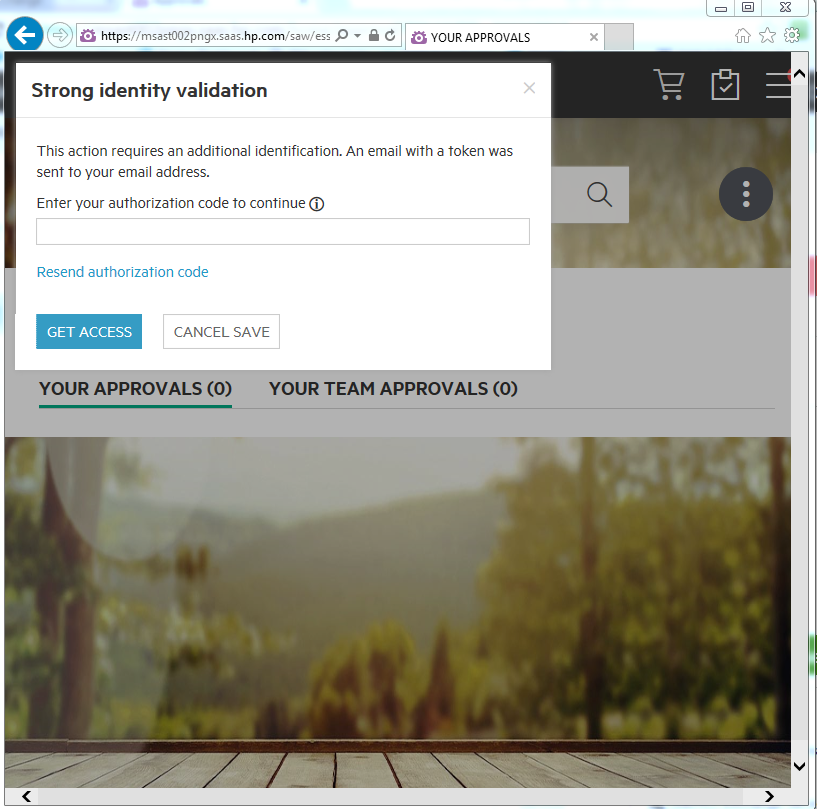 https://msast002pngx.saas.hp.com/saw/ess
YOUR APPROVALS
Strong identity validation
This action requires an additional identification. An email with a token was
sent to your email address.
Enter your authorization code to continue
Resend authorization code
GET ACCESS
CANCEL SAVE
YOUR APPROVALS (0)
YOUR TEAM APPROVALS (0)